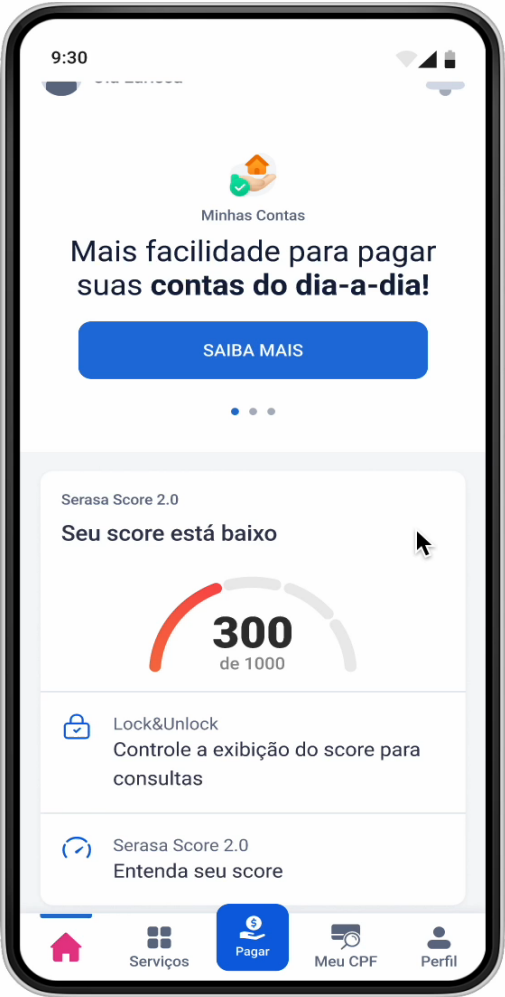 9:30
Minhas Contas
Mais facilidade para pagar
suas contas do dia-a-dia!
SAIBA MAIS
Serasa Score 2.0
Seu score está baixo
300
de 1000
Lock&Unlock
Controle a exibição do score para
consultas
Serasa Score 2.0
Entenda seu score
Serviços
Pagar
Meu CPF
Perfil